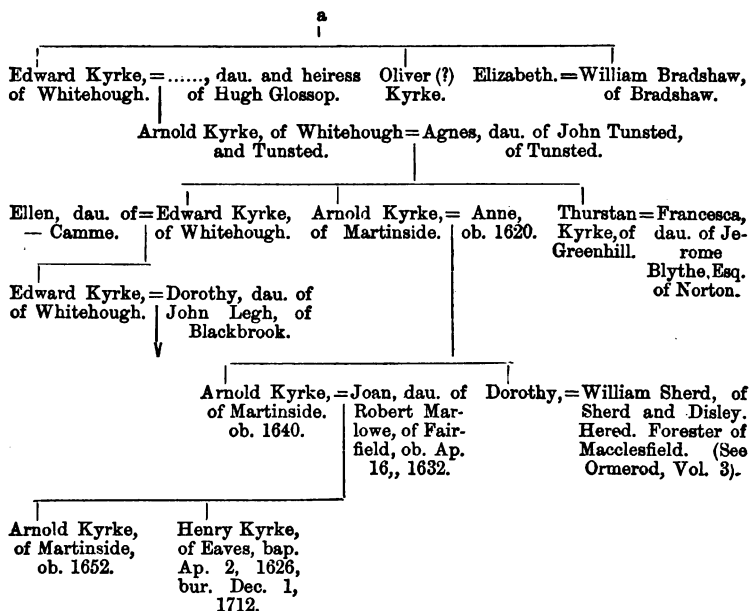 a
Edward Kyrke,=......, dau. and heiress Oliver (?) Elizabeth.=William Bradshaw,
of Whitehough. of Hugh Glossop. Kyrke. of Bradshaw.
Arnold Kyrke, of Whitehough=Agnes, dau. of John Tunsted,
and Tunsted. of Tunsted.
Ellen, dau. of=Edward Kyrke, Arnold Kyrke,= Anne, Thurstan=Francesca,
— Camme. of Whitehough. of Martinside. ob. 1620. Kyrke, of dau. of Je-
Greenhill. rome
Blythe, Esq.
of Norton.
Edward Kyrke,=Dorothy, dau. of
of Whitehough. John Legh, of
Blackbrook.
Arnold Kyrke,=Joan, dau. of Dorothy,=William Sherd, of
of Martinside. Robert Mar- Sherd and Disley.
ob. 1640. lowe, of Fair- Hered. Forester of
field, ob. Ap. Macclesfield. (See
16,, 1632. Ormerod, Vol. 3).
Arnold Kyrke, Henry Kyrke,
of Martinside, of Eaves, bap.
ob. 1652. Ap. 2, 1626,
bur. Dec. 1,
1712.